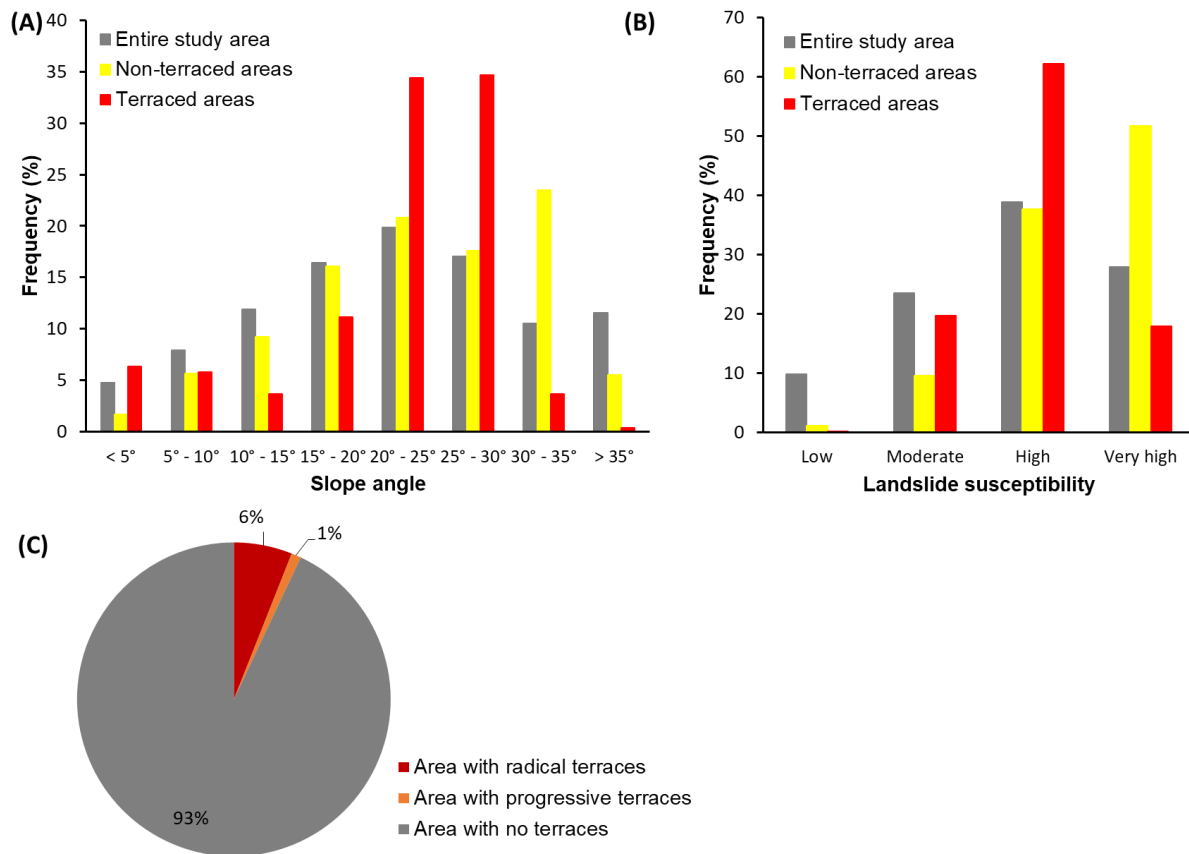 (A)
40
35
30
25
20
15
10
5
0
Frequency (%)
Entire study area
Non-terraced areas
Terraced areas
< 5° 5° - 10° 10° - 15° 15° - 20° 20° - 25° 25° - 30° 30° - 35° > 35°
Slope angle
(B)
70
60
50
40
30
20
10
0
Frequency (%)
Entire study area
Non-terraced areas
Terraced areas
Low Moderate High Very high
Landslide susceptibility
(C)
6%
1%
93%
Area with radical terraces
Area with progressive terraces
Area with no terraces